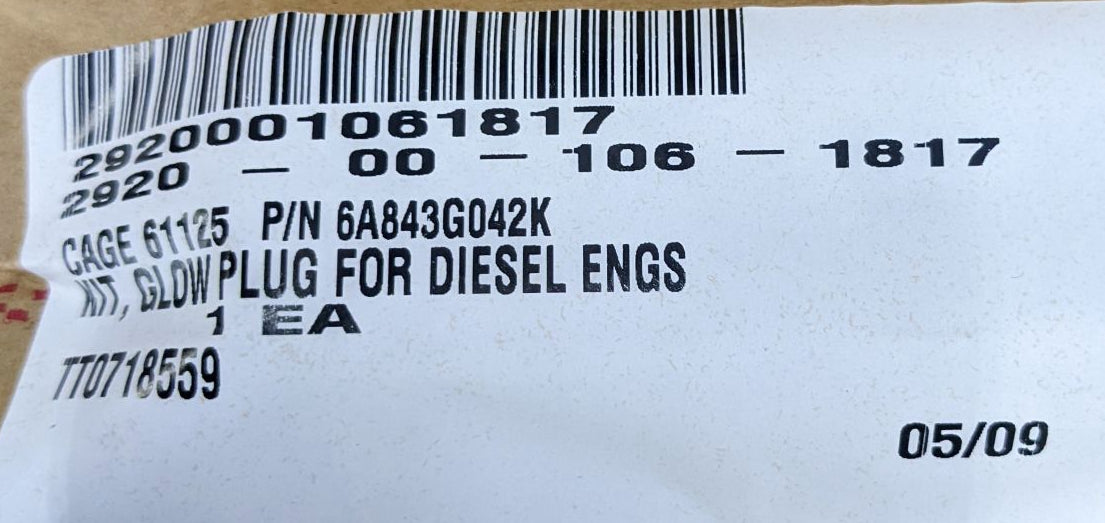 2920001061817
2920 - 00 - 106 - 1817
CAGE 61125 P/N 6A843G042K
KIT, GLOW PLUG FOR DIESEL ENGS
1 EA
TT0718559
05/09